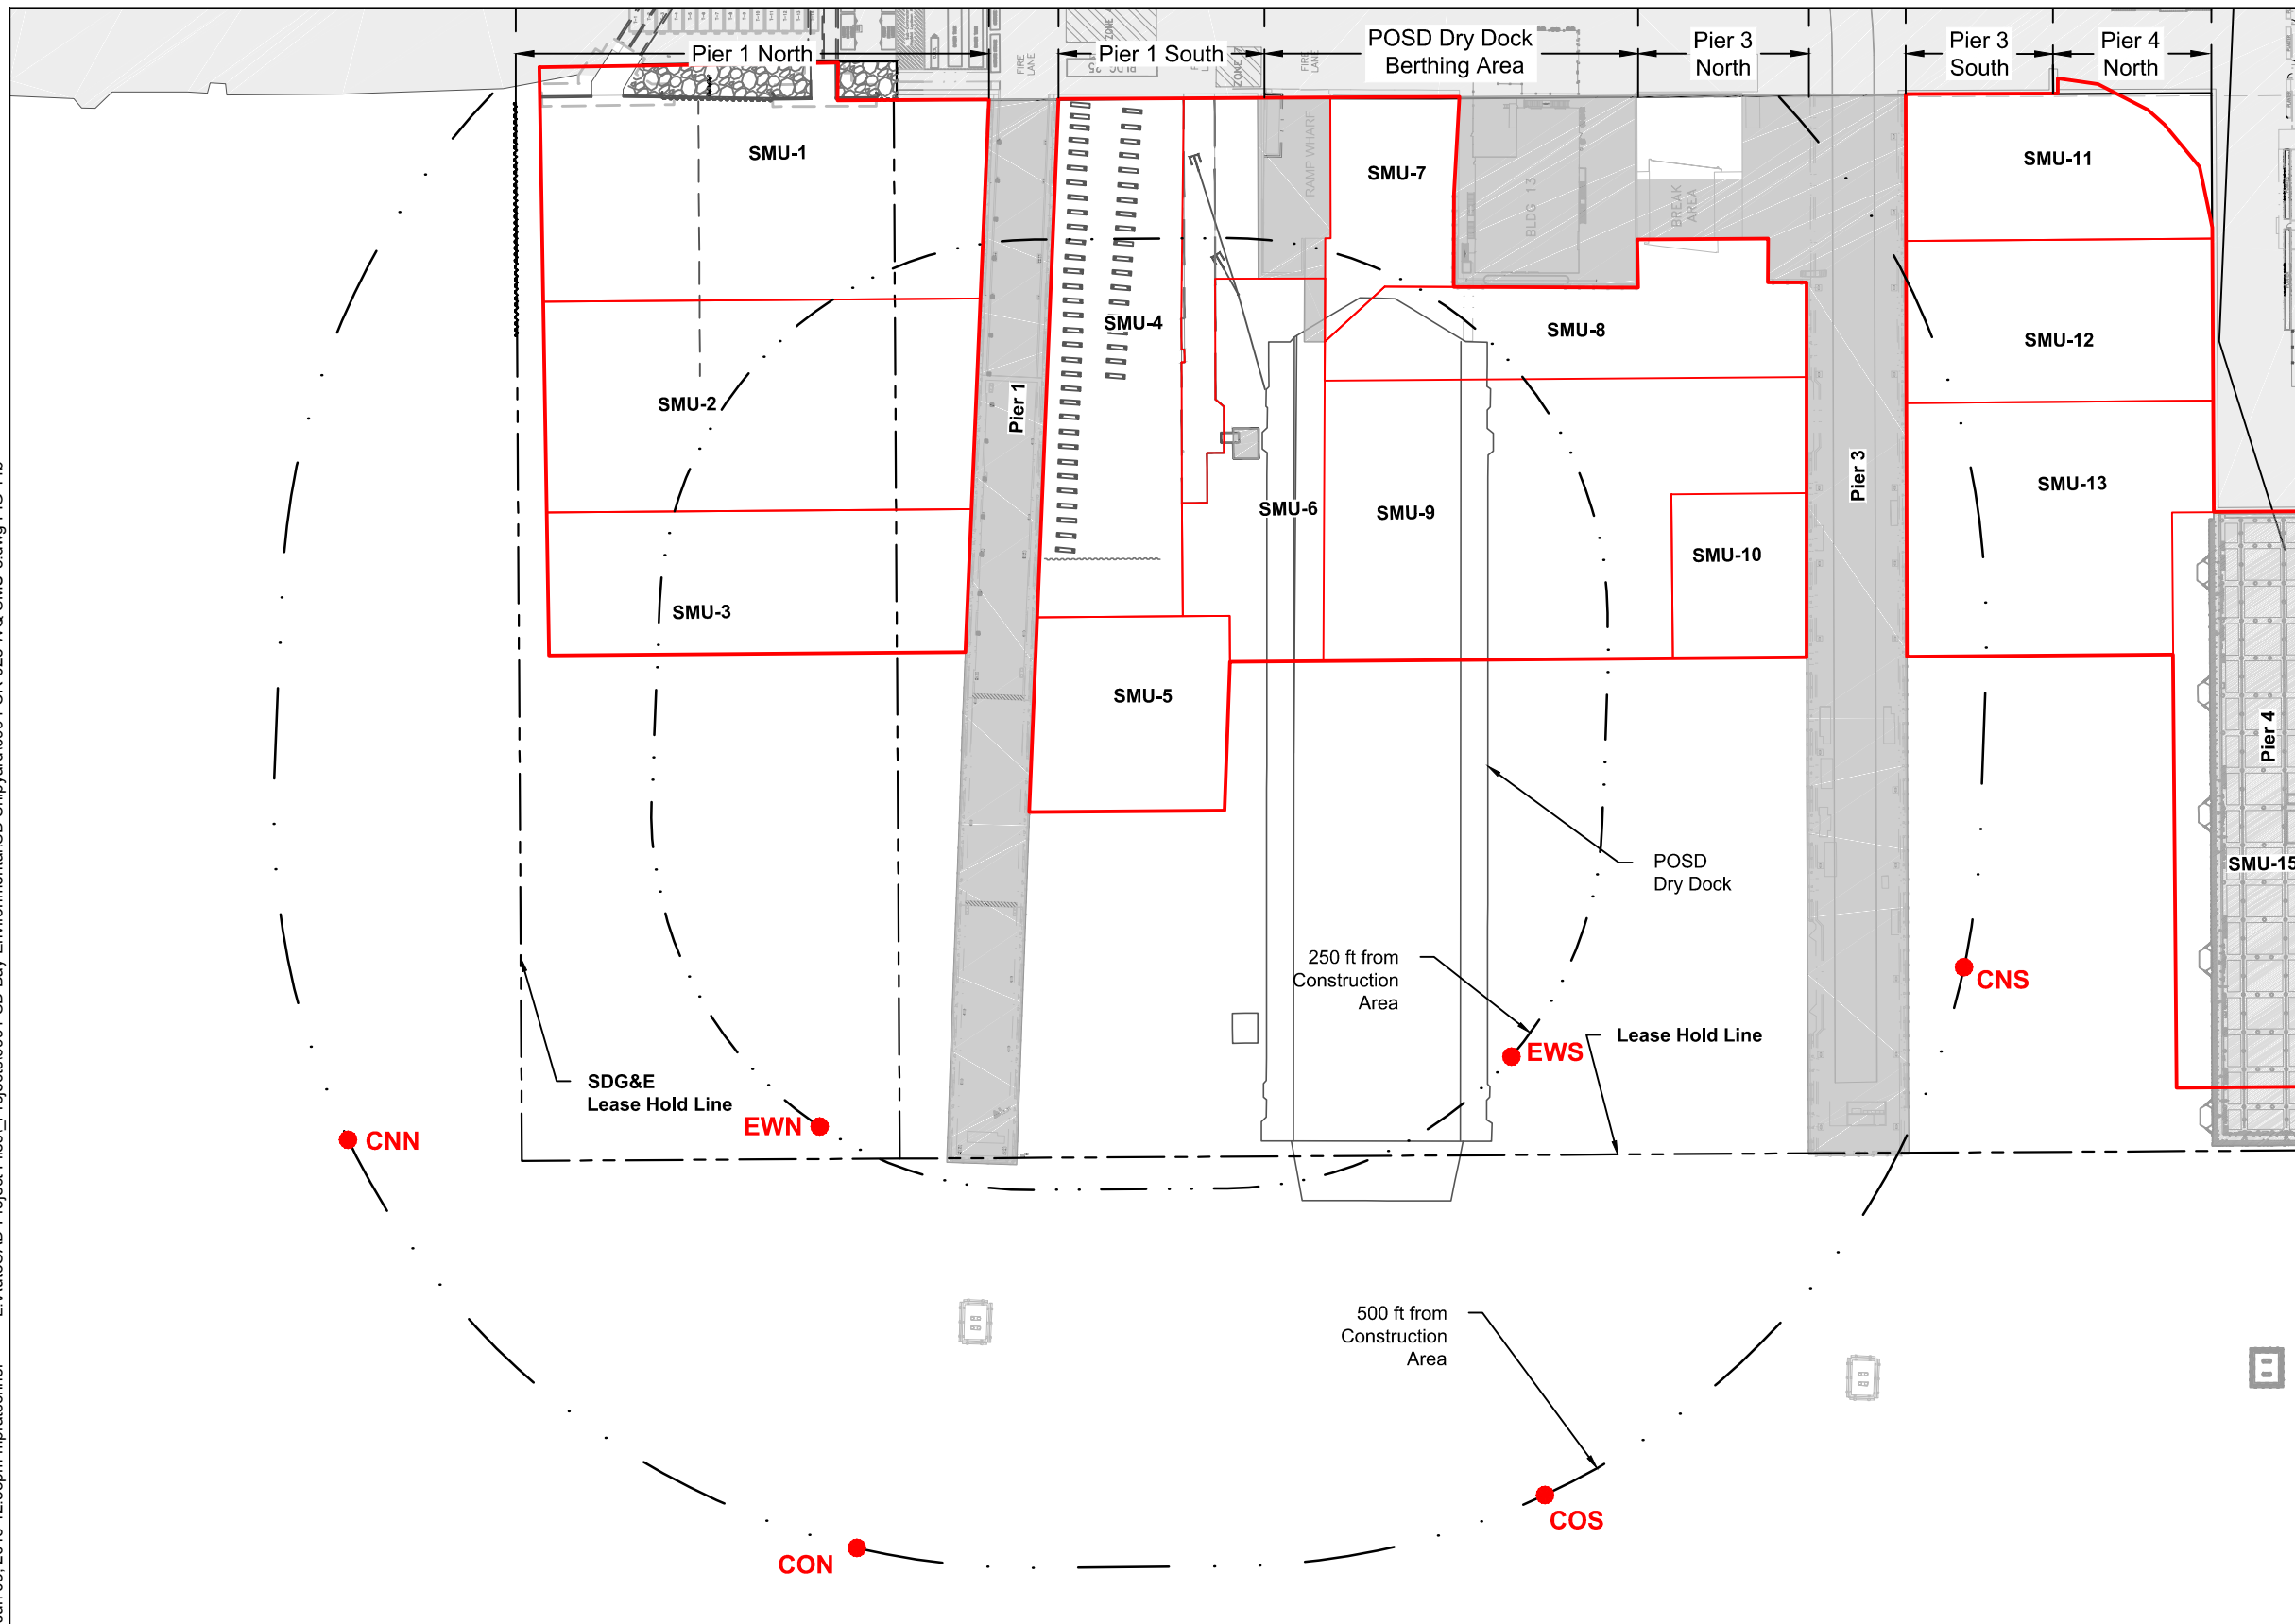 Pier 1 North
Pier 1 South
POSD Dry Dock
Berthing Area
Pier 3
North
Pier 3
South
Pier 4
North
FIRE
LANE
ZONE
ZONE
FIRE
LANE
SMU-1
SMU-7
SMU-11
RAMP WHARF
BLDG 13
BREAK
AREA
SMU-4
SMU-8
SMU-12
SMU-2
Pier 1
Pier 3
SMU-13
SMU-6
SMU-9
SMU-10
SMU-3
SMU-5
Pier 4
POSD
Dry Dock
SMU-15
250 ft from
Construction
Area
CNS
EWS
Lease Hold Line
SDG&E
Lease Hold Line
EWN
CNN
500 ft from
Construction
Area
COS
CON